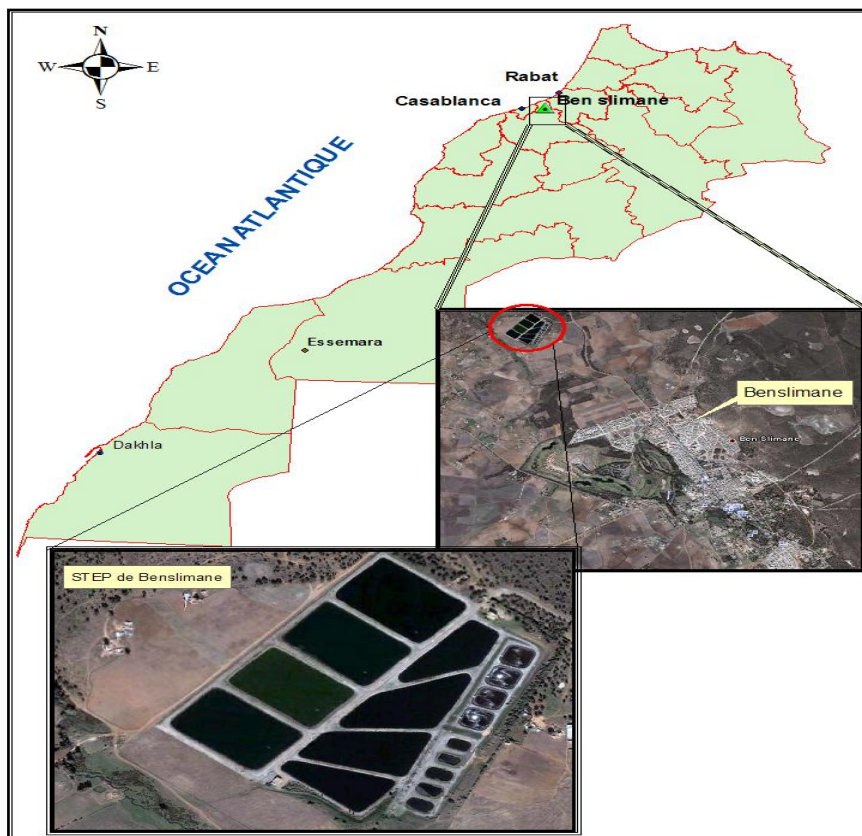 N
W E
S
Rabat
Casablanca
Ben slimane
OCEAN ATLANTIQUE
Essemara
Dakhla
Benslimane
Ben Slimane
STEP de Benslimane